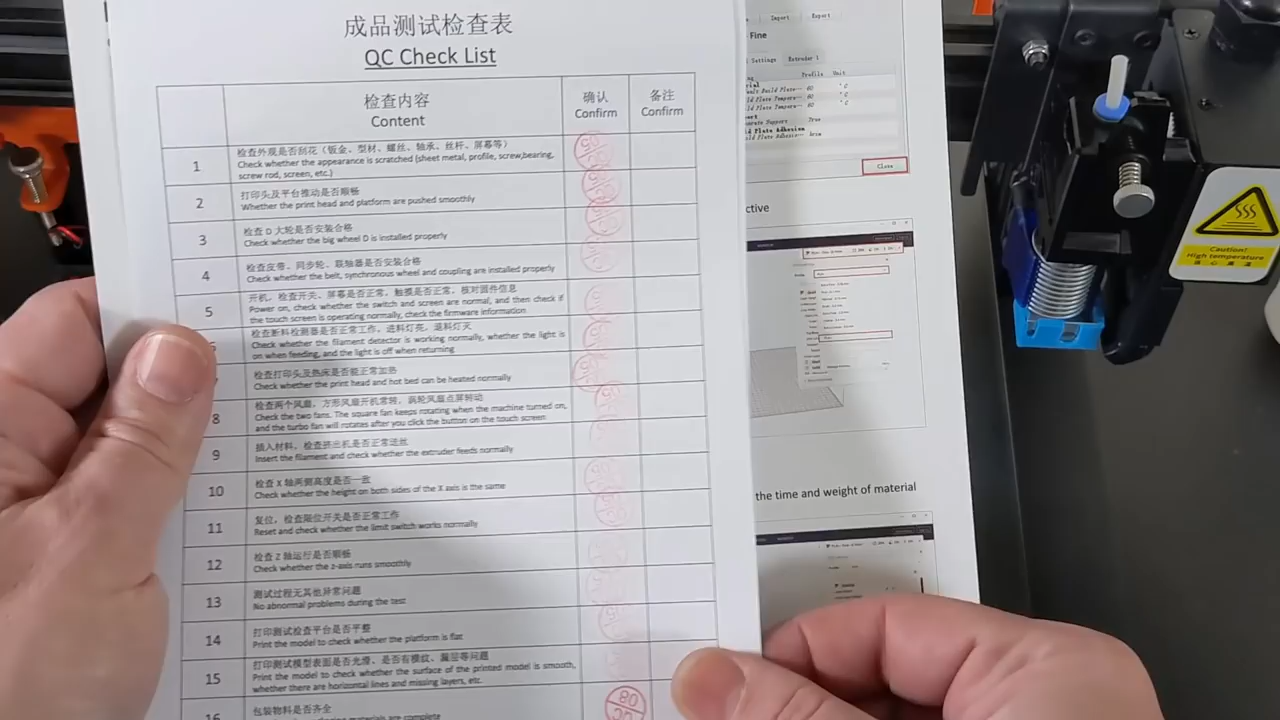 成品测试检查表
QC Check List
检查内容
Content
确认
Confirm
备注
Confirm
1
检查外观是否刮花（钣金、型材、螺丝、轴承、丝杆、屏幕等）
Check whether the appearance is scratched (sheet metal, profile, screw,bearing,
screw rod, screen, etc.)
2
打印头及平台推动是否顺畅
Whether the print head and platform are pushed smoothly
3
检查 D 大轮是否安装合格
Check whether the big wheel D is installed properly
4
检查皮带、同步轮、联轴器是否安装合格
Check whether the belt, synchronous wheel and coupling are installed properly
5
开机，检查开关、屏幕是否正常，触摸是否正常，核对固件信息
Power on, check whether the switch and screen are normal, and then check if
the touch screen is operating normally, check the firmware information
检查断料检测器是否正常工作，进料灯亮，退料灯灭
Check whether the filament detector is working normally, whether the light is
on when feeding, and the light is off when returning
检查打印头及热床是否能正常加热
Check whether the print head and hot bed can be heated normally
8
检查两个风扇，方形风扇开机常转，涡轮风扇点屏转动
Check the two fans. The square fan keeps rotating when the machine turned on,
and the turbo fan will rotates after you click the button on the touch screen
9
插入材料，检查挤出机是否正常送丝
Insert the filament and check whether the extruder feeds normally
10
检查 X 轴两侧高度是否一致
Check whether the height on both sides of the X axis is the same
11
复位，检查限位开关是否正常工作
Reset and check whether the limit switch works normally
12
检查 Z 轴运行是否顺畅
Check whether the z-axis runs smoothly
13
测试过程无其他异常问题
No abnormal problems during the test
14
打印测试检查平台是否平整
Print the model to check whether the platform is flat
15
打印测试模型表面是否光滑、是否有横纹、漏层等问题
Print the model to check whether the surface of the printed model is smooth,
whether there are horizontal lines and missing layers, etc.
16
包装物料是否齐全
materials are complete
Import
Export
Fine
Settings
Extruder 1
Profile
Unit
True
Close
ctive
the time and weight of material
Caution!
High temperature